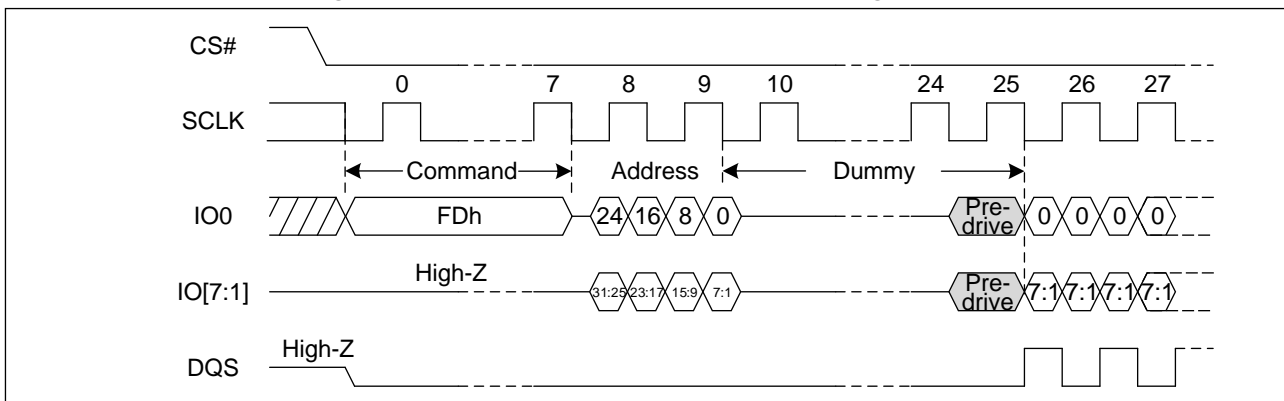 CS#
0 7 8 9 10 24 25 26 27
SCLK
Command Address Dummy
IO0 FDh 24 16 8 0 Pre-drive 0 0 0 0
High-Z
IO[7:1] 31:25 23:17 15:9 7:1 Pre-drive 7:1 7:1 7:1 7:1
High-Z
DQS